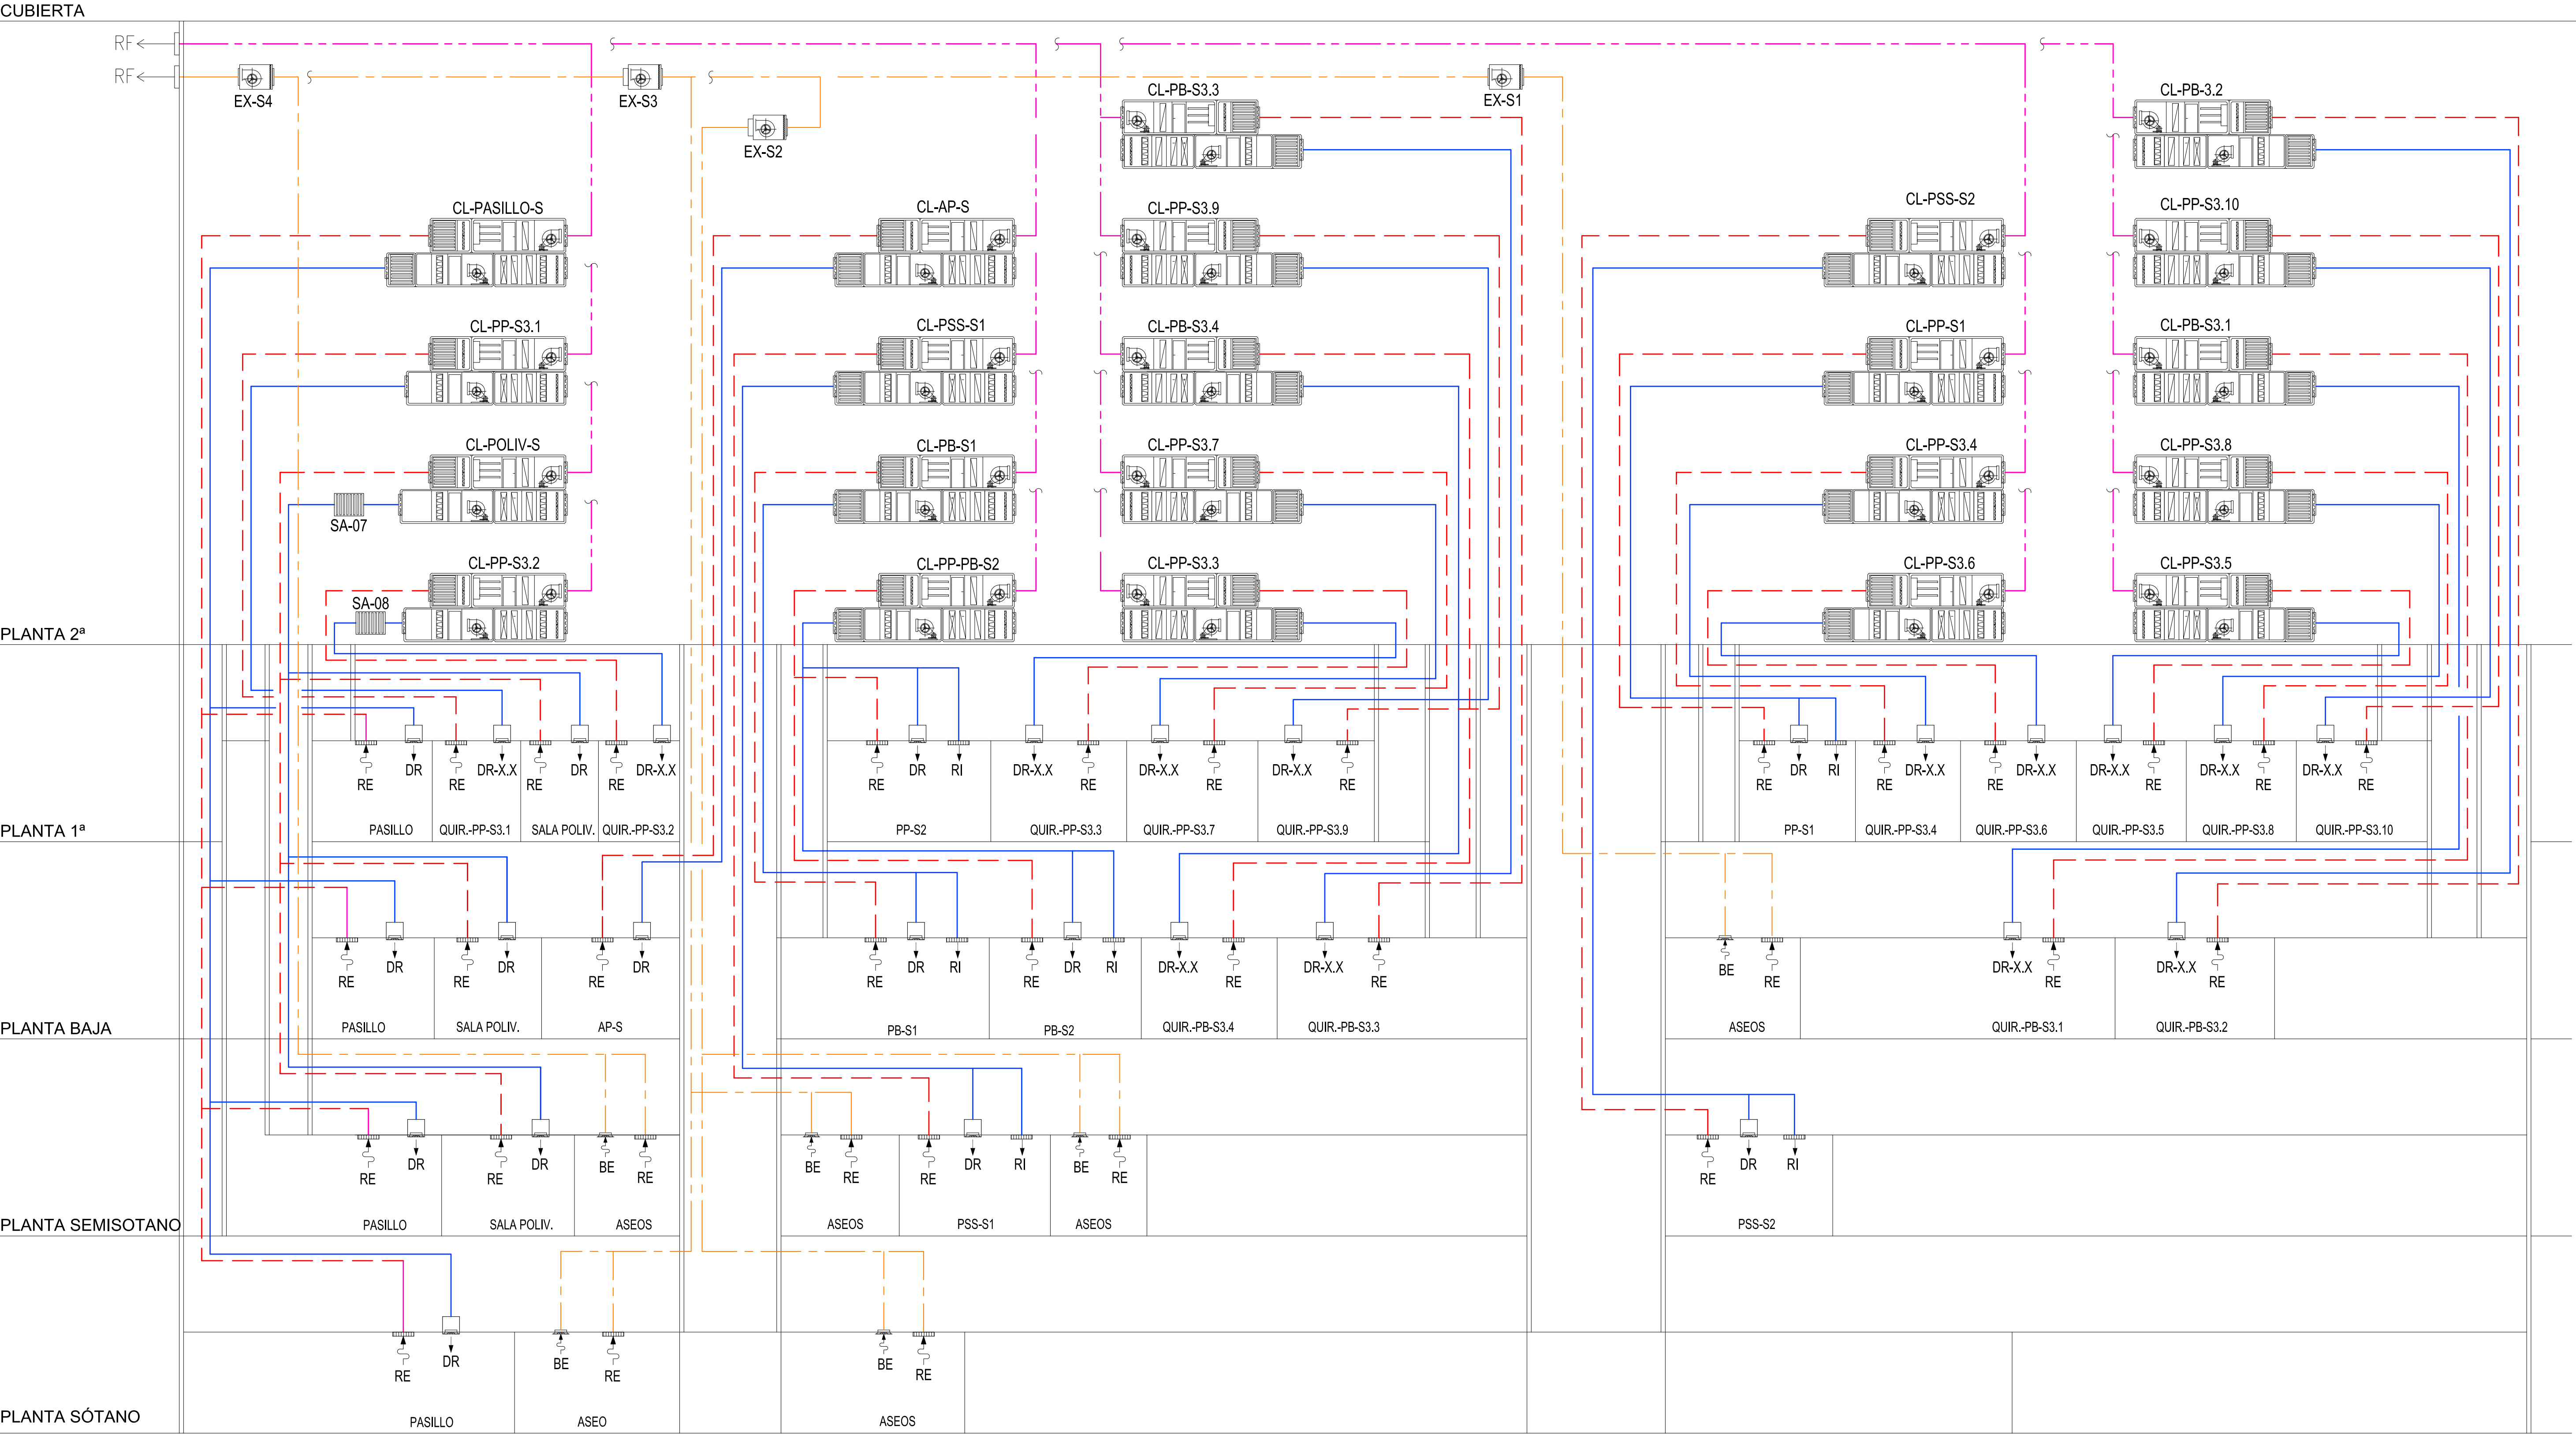 CUBIERTA
RF
RF
EX-S4
EX-S3
EX-S2
EX-S1
CL-PB-S3.3
CL-PB-3.2
CL-PASILLO-S
CL-AP-S
CL-PP-S3.9
CL-PSS-S2
CL-PP-S3.10
CL-PP-S3.1
CL-PSS-S1
CL-PB-S3.4
CL-PP-S1
CL-PB-S3.1
CL-POLIV-S
CL-PB-S1
CL-PP-S3.7
CL-PP-S3.4
CL-PP-S3.8
SA-07
CL-PP-S3.2
CL-PP-PB-S2
CL-PP-S3.3
CL-PP-S3.6
CL-PP-S3.5
SA-08
PLANTA 2ª
RE DR RE DR-X.X RE DR RE DR-X.X
RE DR RI DR-X.X RE DR-X.X RE DR-X.X RE
RE DR RI RE DR-X.X RE DR-X.X DR-X.X RE DR-X.X RE DR-X.X RE
PLANTA 1ª
PASILLO QUIR.-PP-S3.1 SALA POLIV. QUIR.-PP-S3.2
PP-S2 QUIR.-PP-S3.3 QUIR.-PP-S3.7 QUIR.-PP-S3.9
PP-S1 QUIR.-PP-S3.4 QUIR.-PP-S3.6 QUIR.-PP-S3.5 QUIR.-PP-S3.8 QUIR.-PP-S3.10
RE DR RE DR RE DR
RE DR RI RE DR RI DR-X.X RE DR-X.X RE
BE RE DR-X.X RE DR-X.X RE
PLANTA BAJA
PASILLO SALA POLIV. AP-S
PB-S1 PB-S2 QUIR.-PB-S3.4 QUIR.-PB-S3.3
ASEOS QUIR.-PB-S3.1 QUIR.-PB-S3.2
RE DR RE DR BE RE
BE RE RE DR RI BE RE
RE DR RI
PLANTA SEMISOTANO
PASILLO SALA POLIV. ASEOS
ASEOS PSS-S1 ASEOS
PSS-S2
RE DR BE RE
BE RE
PLANTA SÓTANO
PASILLO ASEO
ASEOS